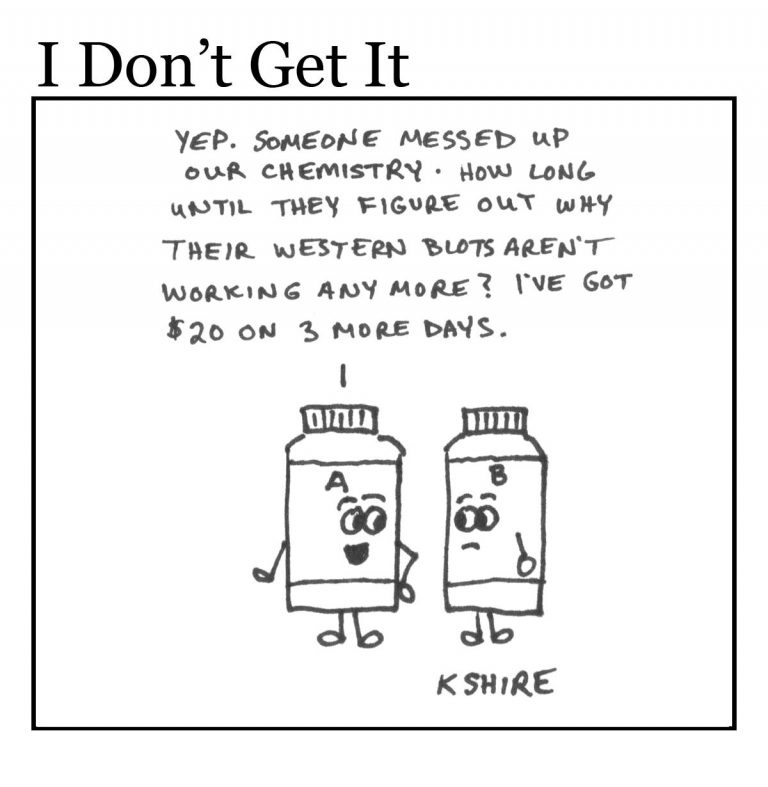 I Don't Get It
YEP. SOMEONE MESSED UP
OUR CHEMISTRY. HOW LONG
UNTIL THEY FIGURE OUT WHY
THEIR WESTERN BLOTS AREN'T
WORKING ANY MORE? I'VE GOT
$20 ON 3 MORE DAYS.
A
B
KSHIRE